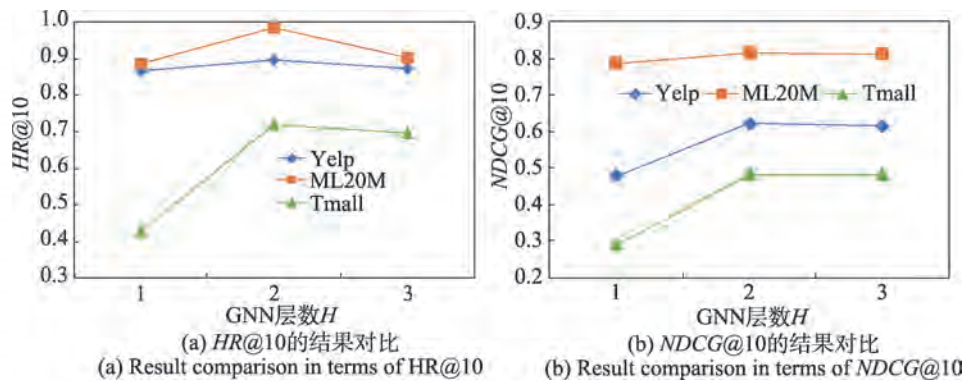 1.0
0.9
0.8
0.7
0.6
0.5
0.4
0.3
HR@10
Yelp
ML20M
Tmall
1 2 3
GNN层数H
(a) HR@10的结果对比
(a) Result comparison in terms of HR@10
0.9
0.8
0.7
0.6
0.5
0.4
0.3
0.2
NDCG@10
Yelp ML20M Tmall
1 2 3
GNN层数H
(b) NDCG@10的结果对比
(b) Result comparison in terms of NDCG@10